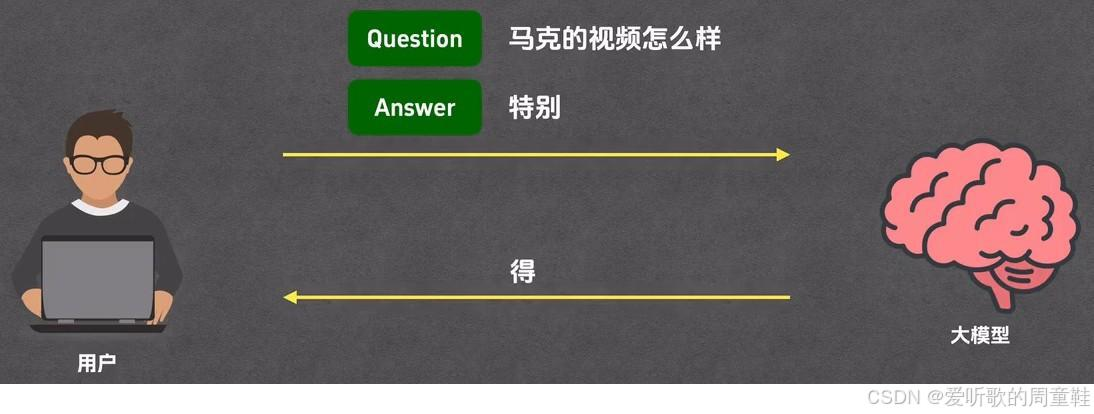 Question 马克的视频怎么样
Answer 特别
得
用户
大模型
CSDN @爱听歌的周童鞋